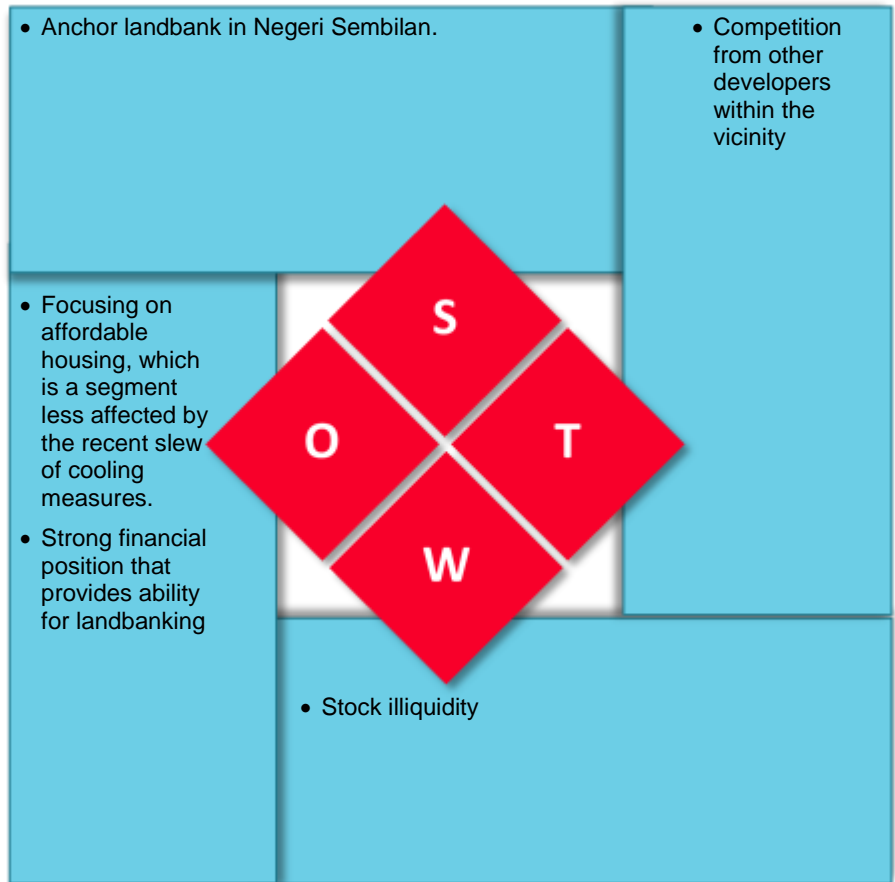 • Anchor landbank in Negeri Sembilan.
• Competition
from other
developers
within the
vicinity
• Focusing on
affordable
housing, which
is a segment
less affected by
the recent slew
of cooling
measures.
• Strong financial
position that
provides ability
for landbanking
S
O
T
W
• Stock illiquidity